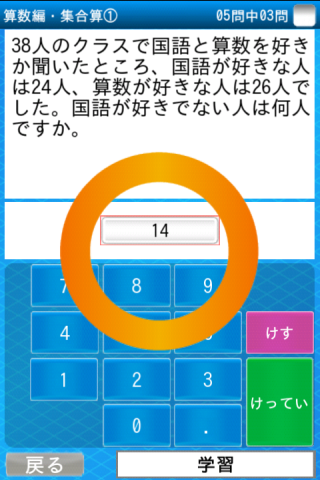 算数編・集合算① 05問中03問
38人のクラスで国語と算数を好き
か聞いたところ、国語が好きな人
は24人、算数が好きな人は26人で
した。国語が好きでない人は何人
ですか。
14
7 8 9
4 けす
1 2 3 けってい
0 .
戻る 学習